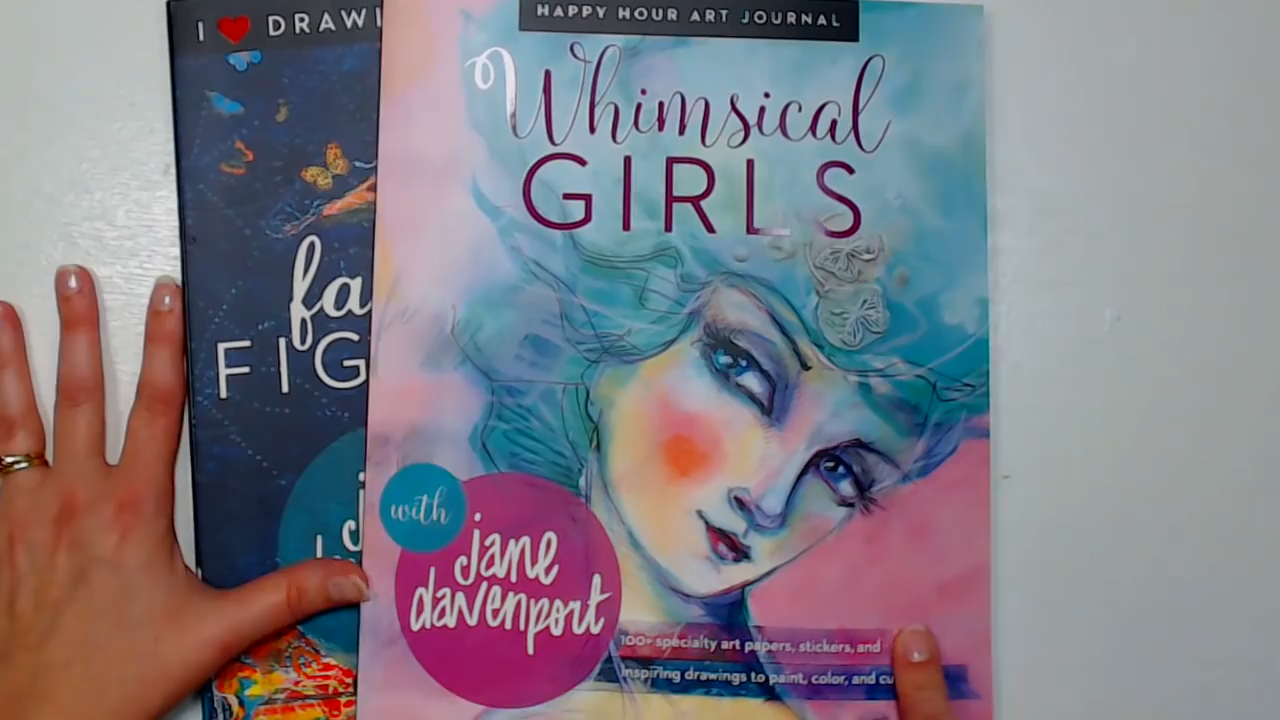 I ❤ DRAWI
fa
FIG
HAPPY HOUR ART JOURNAL
Whimsical
GIRLS
with
jane
davenport
100+ specialty art papers, stickers, and
inspiring drawings to paint, color, and cu